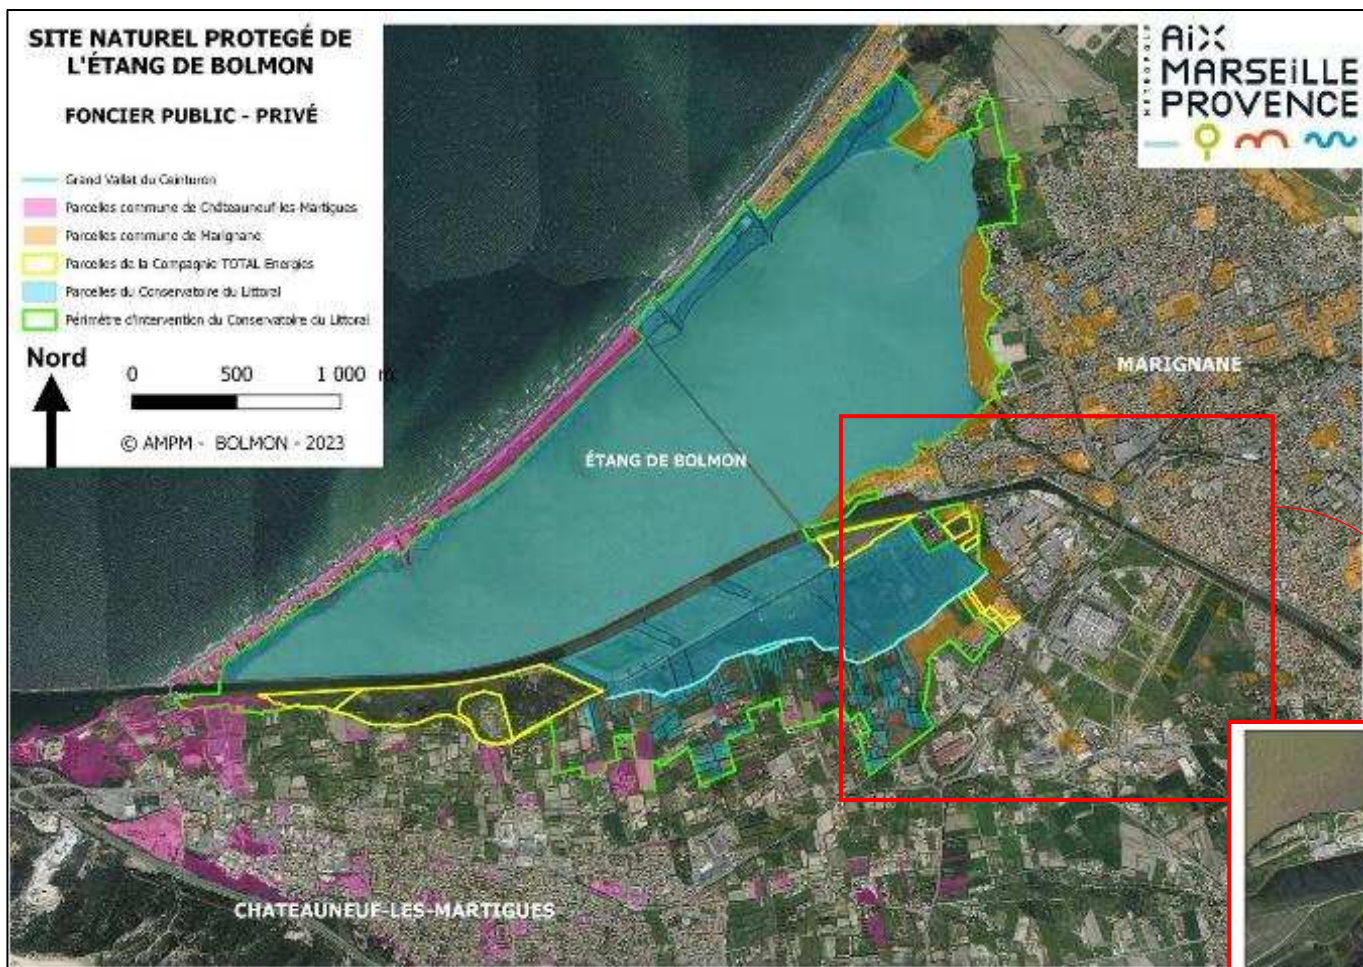 SITE NATUREL PROTEGÉ DE
L'ÉTANG DE BOLMON
FONCIER PUBLIC - PRIVÉ
Grand Vallat du Ceinturon
Parcelles commune de Châteauneuf-les-Martigues
Parcelles commune de Marignane
Parcelles de la Compagnie TOTAL Energies
Parcelles du Conservatoire du Littoral
Périmètre d'intervention du Conservatoire du Littoral
Nord
0 500 1 000 m
© AMPM - BOLMON - 2023
METROPOLE
AIX
MARSEILLE
PROVENCE
MARIGNANE
ÉTANG DE BOLMON
CHATEAUNEUF-LES-MARTIGUES